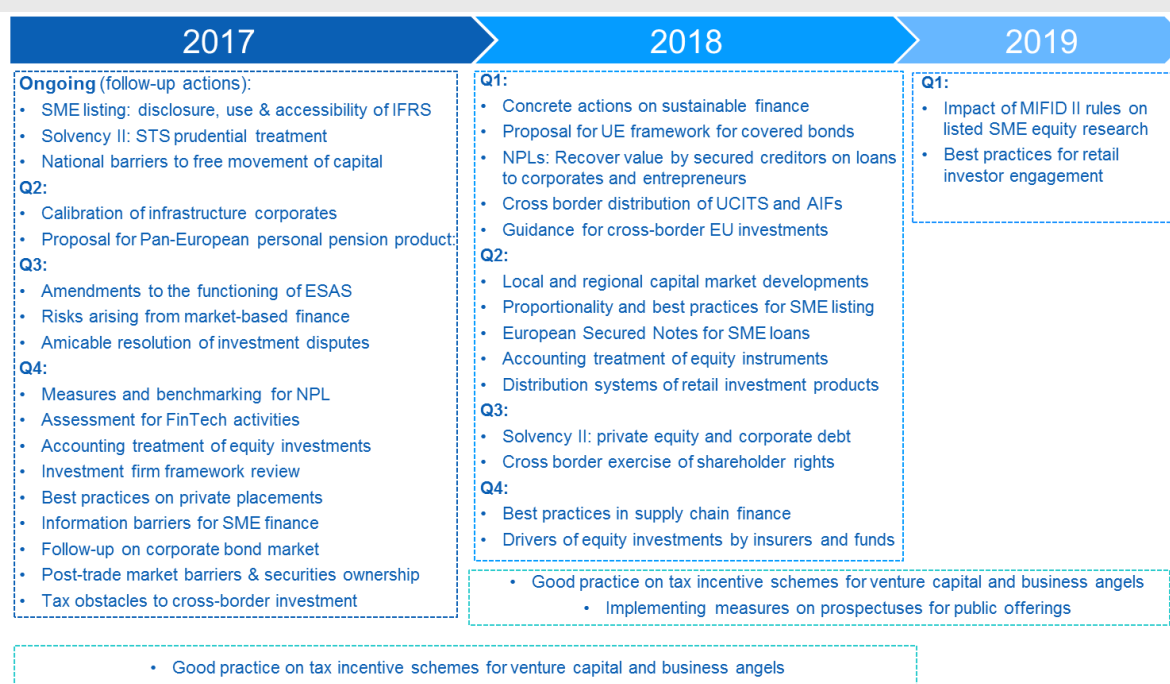 2017
2018
2019
Ongoing (follow-up actions):
• SME listing: disclosure, use & accessibility of IFRS
• Solvency II: STS prudential treatment
• National barriers to free movement of capital
Q2:
• Calibration of infrastructure corporates
• Proposal for Pan-European personal pension product:
Q3:
• Amendments to the functioning of ESAS
• Risks arising from market-based finance
• Amicable resolution of investment disputes
Q4:
• Measures and benchmarking for NPL
• Assessment for FinTech activities
• Accounting treatment of equity investments
• Investment firm framework review
• Best practices on private placements
• Information barriers for SME finance
• Follow-up on corporate bond market
• Post-trade market barriers & securities ownership
• Tax obstacles to cross-border investment
Q1:
• Concrete actions on sustainable finance
• Proposal for UE framework for covered bonds
• NPLs: Recover value by secured creditors on loans
to corporates and entrepreneurs
• Cross border distribution of UCITS and AIFs
• Guidance for cross-border EU investments
Q2:
• Local and regional capital market developments
• Proportionality and best practices for SME listing
• European Secured Notes for SME loans
• Accounting treatment of equity instruments
• Distribution systems of retail investment products
Q3:
• Solvency II: private equity and corporate debt
• Cross border exercise of shareholder rights
Q4:
• Best practices in supply chain finance
• Drivers of equity investments by insurers and funds
Q1:
• Impact of MIFID II rules on
listed SME equity research
• Best practices for retail
investor engagement
• Good practice on tax incentive schemes for venture capital and business angels
• Implementing measures on prospectuses for public offerings
• Good practice on tax incentive schemes for venture capital and business angels